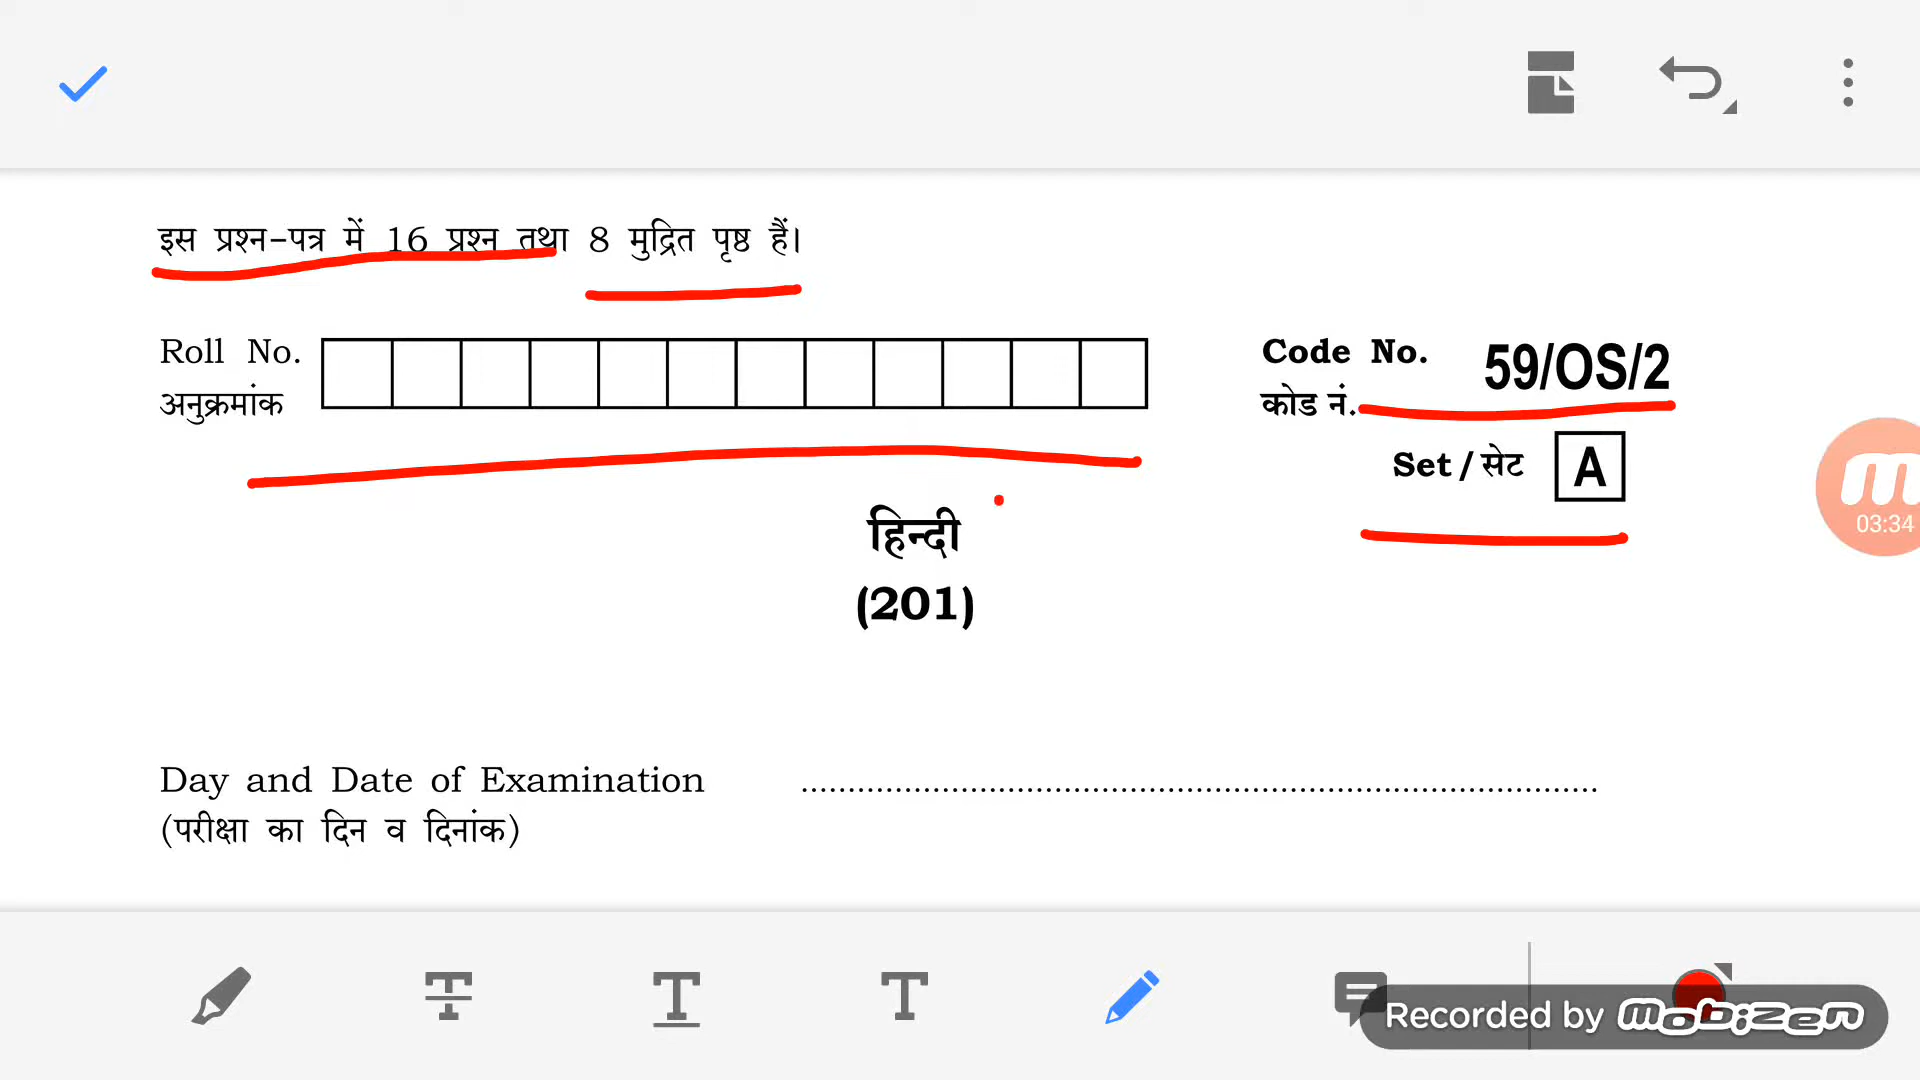 इस प्रश्न-पत्र में 16 प्रश्न तथा 8 मुद्रित पृष्ठ हैं।
Roll No.
अनुक्रमांक
Code No. 59/OS/2
कोड नं.
Set/सेट A
03:34
हिन्दी
(201)
Day and Date of Examination ........................................................................................
(परीक्षा का दिन व दिनांक)
Recorded by mobizen